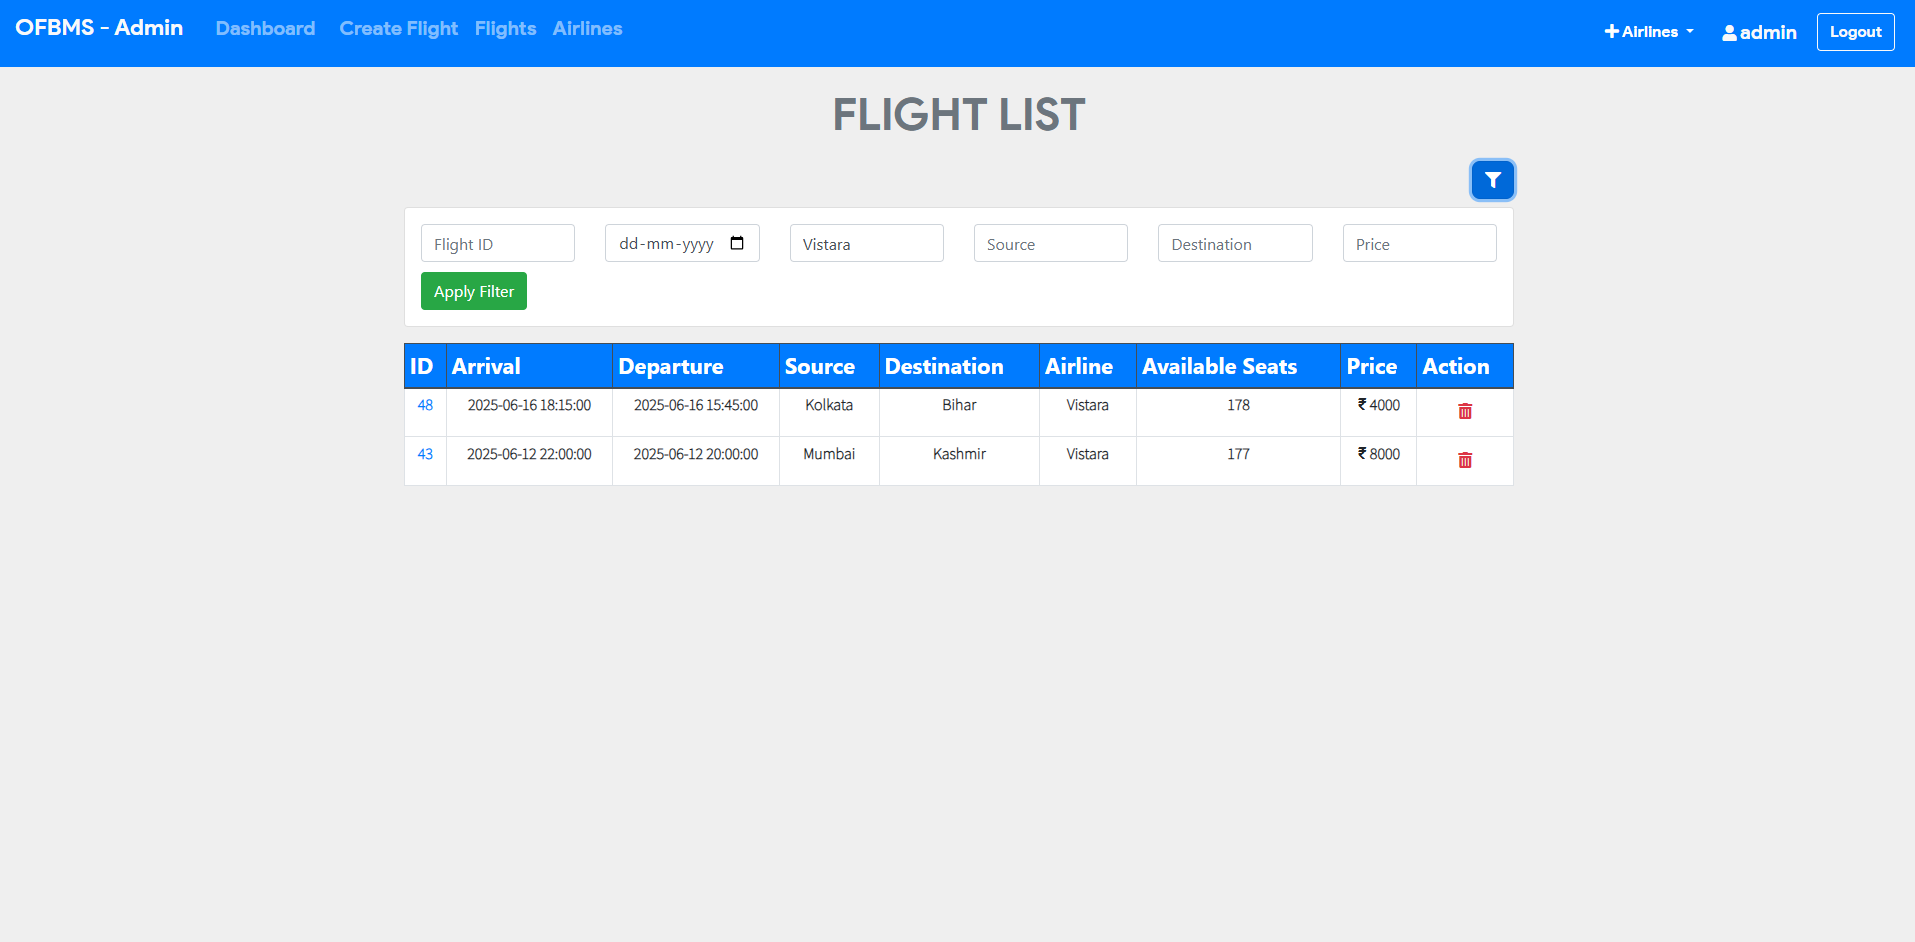 OFBMS - Admin Dashboard Create Flight Flights Airlines Airlines admin Logout
FLIGHT LIST
Flight ID dd-mm-yyyy Vistara Source Destination Price
Apply Filter
ID Arrival Departure Source Destination Airline Available Seats Price Action
48 2025-06-16 18:15:00 2025-06-16 15:45:00 Kolkata Bihar Vistara 178 ₹ 4000
43 2025-06-12 22:00:00 2025-06-12 20:00:00 Mumbai Kashmir Vistara 177 ₹ 8000